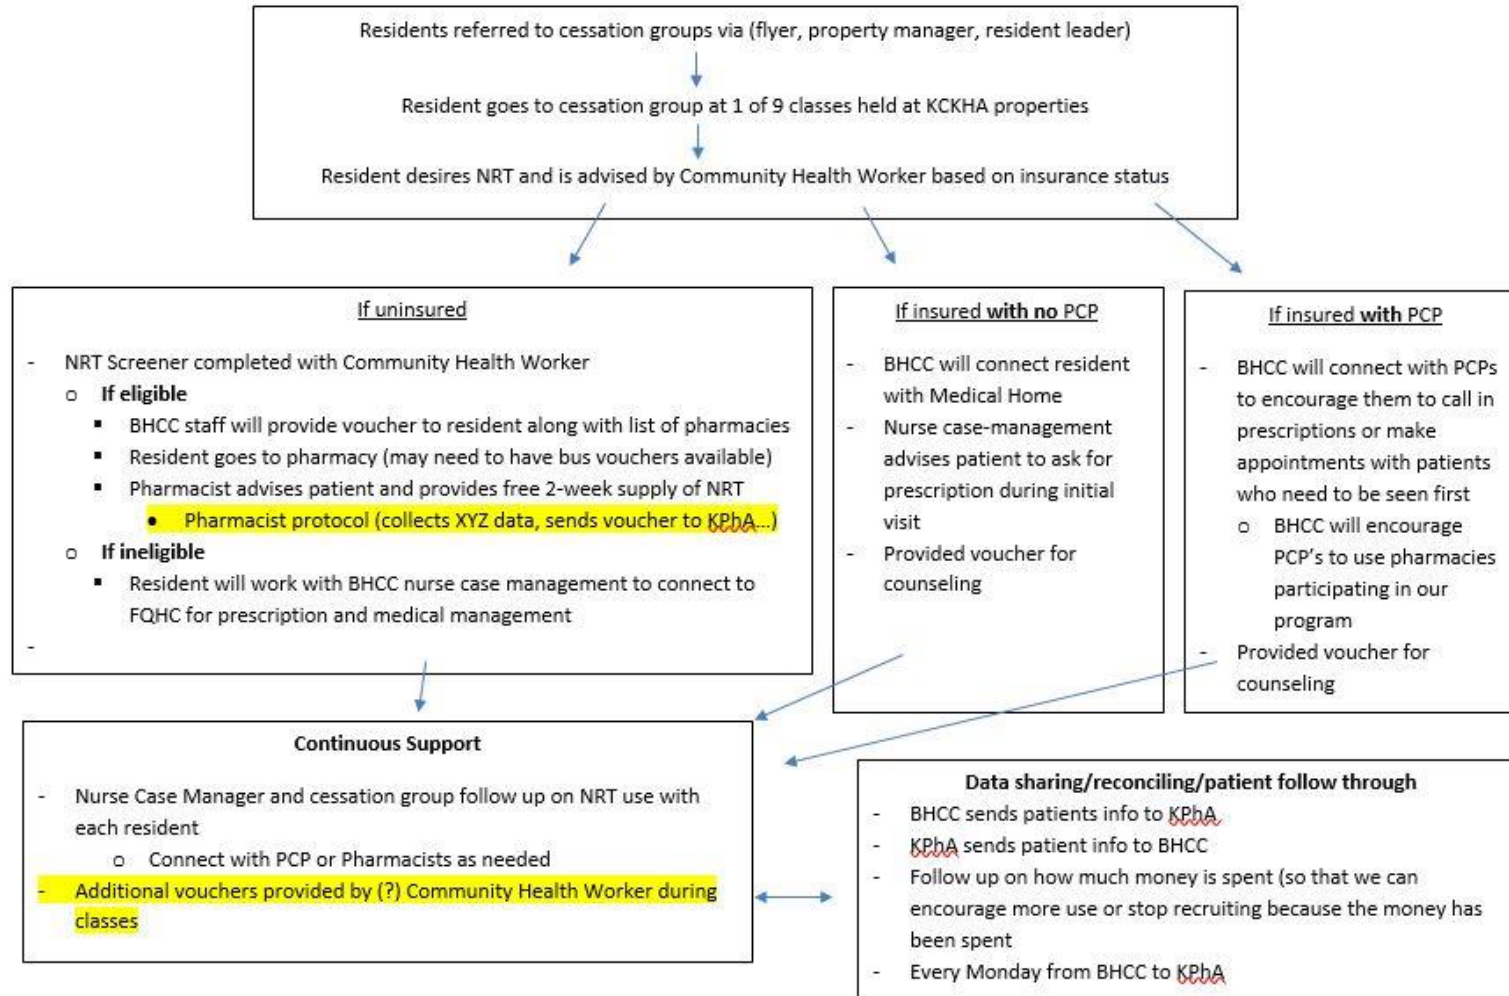 Residents referred to cessation groups via (flyer, property manager, resident leader)
Resident goes to cessation group at 1 of 9 classes held at KCKHA properties
Resident desires NRT and is advised by Community Health Worker based on insurance status
If uninsured
- NRT Screener completed with Community Health Worker
o If eligible
▪ BHCC staff will provide voucher to resident along with list of pharmacies
▪ Resident goes to pharmacy (may need to have bus vouchers available)
▪ Pharmacist advises patient and provides free 2-week supply of NRT
• Pharmacist protocol (collects XYZ data, sends voucher to KPhA…)
o If ineligible
▪ Resident will work with BHCC nurse case management to connect to
FQHC for prescription and medical management
-
If insured with no PCP
- BHCC will connect resident
with Medical Home
- Nurse case-management
advises patient to ask for
prescription during initial
visit
- Provided voucher for
counseling
If insured with PCP
- BHCC will connect with PCPs
to encourage them to call in
prescriptions or make
appointments with patients
who need to be seen first
o BHCC will encourage
PCP's to use pharmacies
participating in our
program
- Provided voucher for
counseling
Continuous Support
- Nurse Case Manager and cessation group follow up on NRT use with
each resident
o Connect with PCP or Pharmacists as needed
- Additional vouchers provided by (?) Community Health Worker during
classes
Data sharing/reconciling/patient follow through
- BHCC sends patients info to KPhA
- KPhA sends patient info to BHCC
- Follow up on how much money is spent (so that we can
encourage more use or stop recruiting because the money has
been spent
- Every Monday from BHCC to KPhA